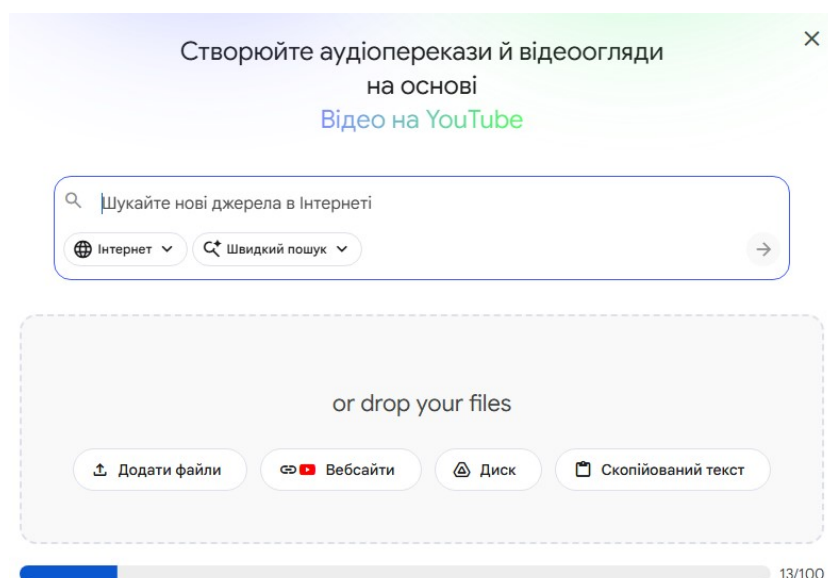 Створюйте аудіоперекази й відеоогляди
на основі
Відео на YouTube
Шукайте нові джерела в Інтернеті
Інтернет
Швидкий пошук
or drop your files
Додати файли
Вебсайти
Диск
Скопійований текст
13/100